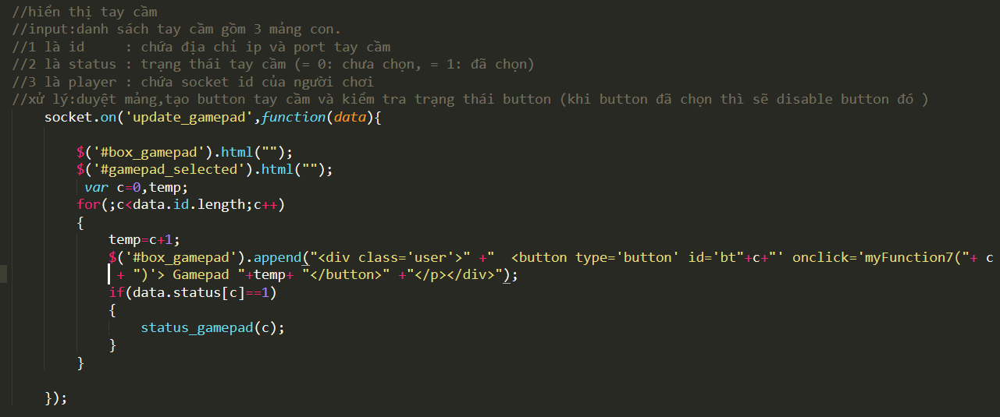 //hiển thị tay cầm
//input:danh sách tay cầm gồm 3 mảng con.
//1 là id     : chứa địa chỉ ip và port tay cầm
//2 là status : trạng thái tay cầm (= 0: chưa chọn, = 1: đã chọn)
//3 là player : chứa socket id của người chơi
//xử lý:duyệt mảng,tạo button tay cầm và kiểm tra trạng thái button (khi button đã chọn thì sẽ disable button đó )
    socket.on('update_gamepad',function(data){
        $('#box_gamepad').html("");
        $('#gamepad_selected').html("");
         var c=0,temp;
        for(;c<data.id.length;c++)
        {
            temp=c+1;
            $('#box_gamepad').append("<div class='user'>" +"  <button type='button' id='bt"+c+"' onclick='myFunction7("+ c
             + ")'> Gamepad "+temp+ "</button>" +"</p></div>");
            if(data.status[c]==1)
            {
                status_gamepad(c);
            }
        }
    });